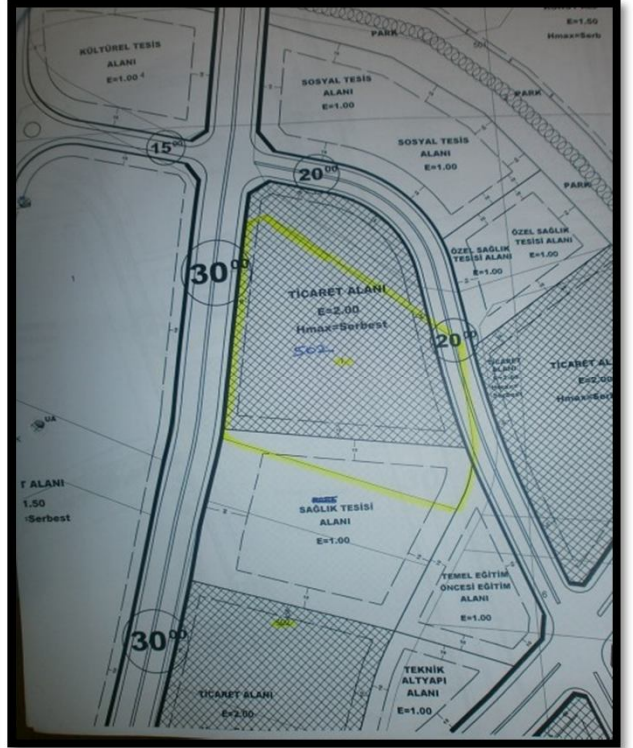 E=1.50
Hmax=Serb
501
PARK
KÜLTÜREL TESİS
ALANI
E=1.00
SOSYAL TESİS
ALANI
E=1.00
PARK
15 00
SOSYAL TESİS
ALANI
E=1.00
20 00
PARK
ÖZEL SAĞLIK
TESİSİ ALANI
E=1.00
ÖZEL SAĞLIK
TESİSİ ALANI
E=1.00
30 00
TİCARET ALANI
E=2.00
Hmax=Serbest
502
20 00
TİCARET
ALANI
TİCARET AL
E=2.00
Hmax=Serbes
UA
T ALANI
1.50
Serbest
SAĞLIK TESİSİ
ALANI
E=1.00
TEMEL EĞİTİM
ÖNCESİ EĞİTİM
ALANI
E=1.00
30 00
TİCARET ALANI
E=2.00
TEKNİK
ALTYAPI
ALANI
E=1.00